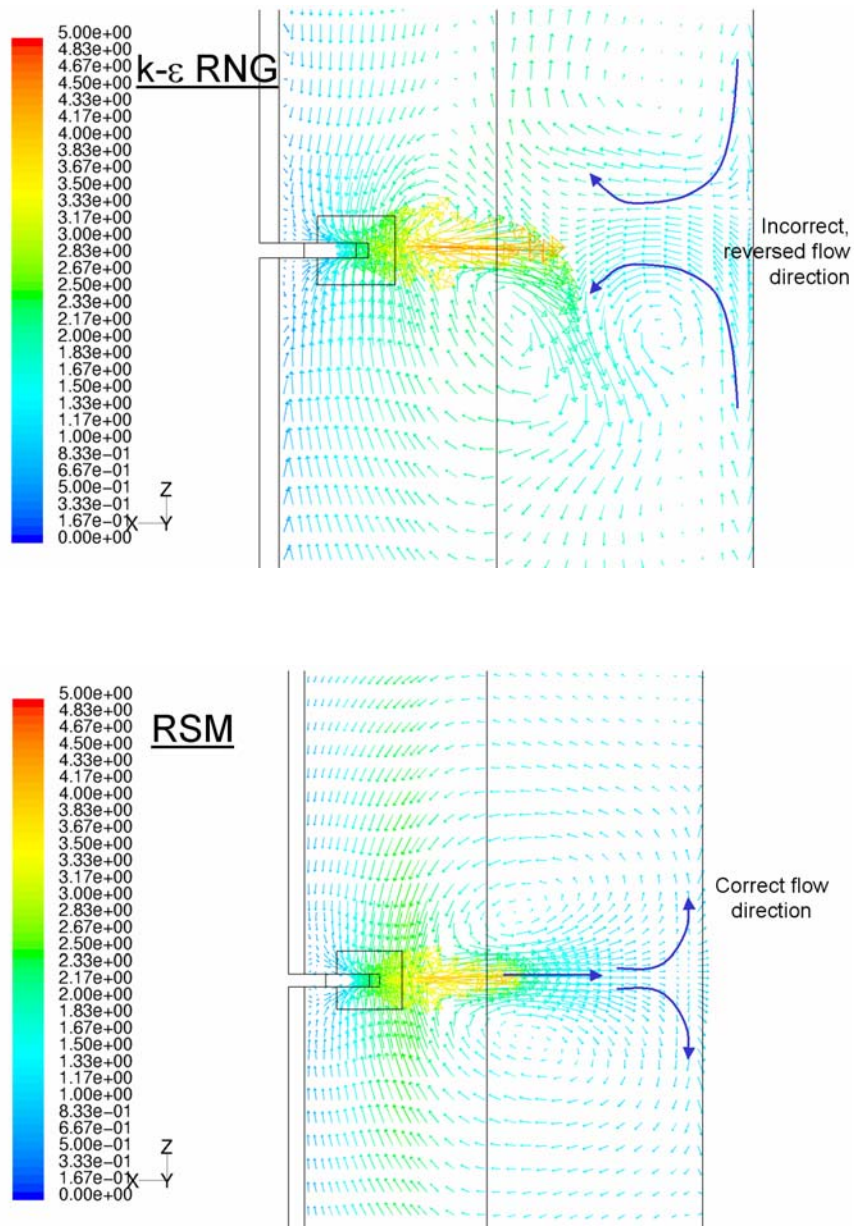 5.00e+00
4.83e+00
4.67e+00
4.50e+00
4.33e+00
4.17e+00
4.00e+00
3.83e+00
3.67e+00
3.50e+00
3.33e+00
3.17e+00
3.00e+00
2.83e+00
2.67e+00
2.50e+00
2.33e+00
2.17e+00
2.00e+00
1.83e+00
1.67e+00
1.50e+00
1.33e+00
1.17e+00
1.00e+00
8.33e-01
6.67e-01
5.00e-01
3.33e-01
1.67e-01
0.00e+00
k-ε RNG
Incorrect,
reversed flow
direction
Z
X Y
5.00e+00
4.83e+00
4.67e+00
4.50e+00
4.33e+00
4.17e+00
4.00e+00
3.83e+00
3.67e+00
3.50e+00
3.33e+00
3.17e+00
3.00e+00
2.83e+00
2.67e+00
2.50e+00
2.33e+00
2.17e+00
2.00e+00
1.83e+00
1.67e+00
1.50e+00
1.33e+00
1.17e+00
1.00e+00
8.33e-01
6.67e-01
5.00e-01
3.33e-01
1.67e-01
0.00e+00
RSM
Correct flow
direction
Z
X Y